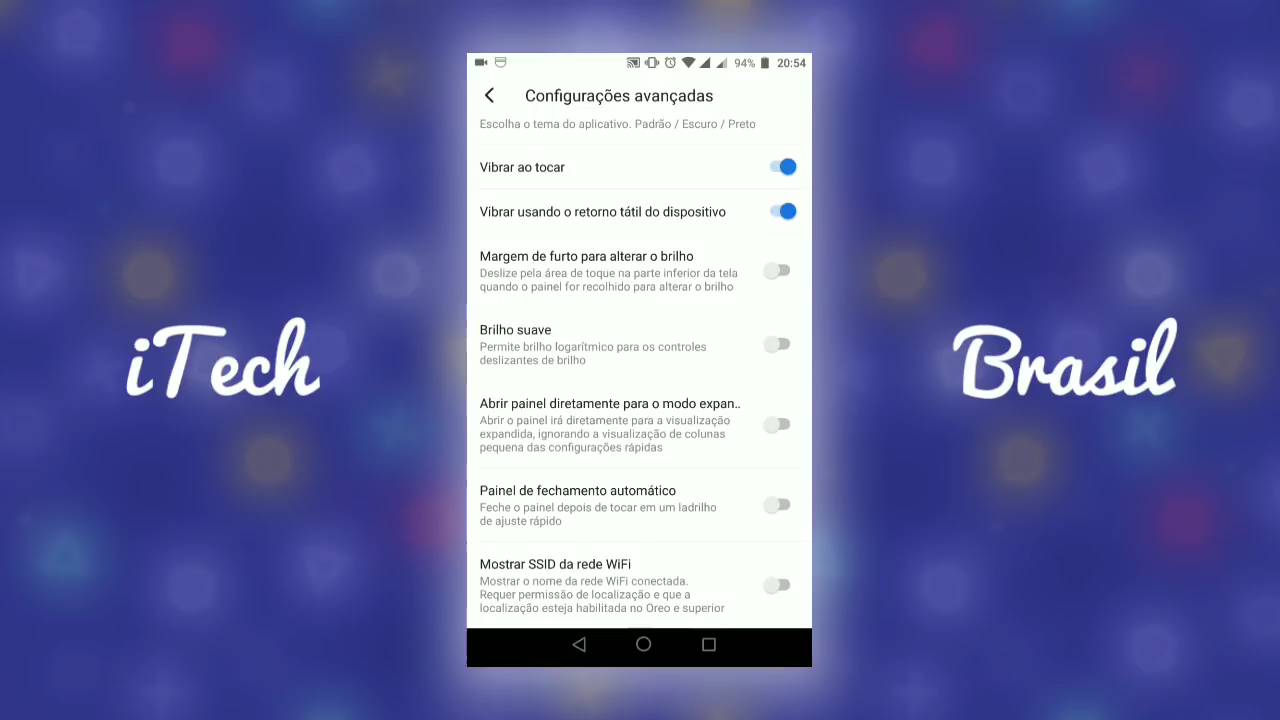 94% 20:54
Configurações avançadas
Escolha o tema do aplicativo. Padrão / Escuro / Preto
Vibrar ao tocar
Vibrar usando o retorno tátil do dispositivo
Margem de furto para alterar o brilho
Deslize pela área de toque na parte inferior da tela
quando o painel for recolhido para alterar o brilho
Brilho suave
Permite brilho logarítmico para os controles
deslizantes de brilho
Abrir painel diretamente para o modo expan..
Abrir o painel irá diretamente para a visualização
expandida, ignorando a visualização de colunas
pequena das configurações rápidas
Painel de fechamento automático
Feche o painel depois de tocar em um ladrilho
de ajuste rápido
Mostrar SSID da rede WiFi
Mostrar o nome da rede WiFi conectada.
Requer permissão de localização e que a
localização esteja habilitada no Oreo e superior
iTech
Brasil